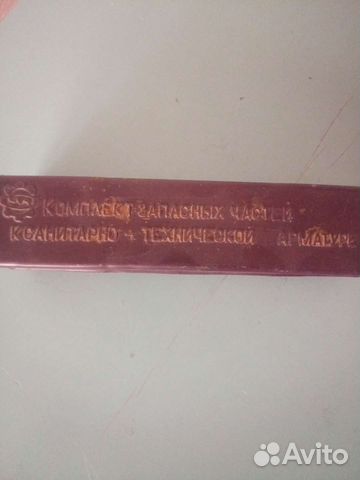 КОМПЛЕКТ ЗАПАСНЫХ ЧАСТЕЙ
К САНИТАРНО - ТЕХНИЧЕСКОЙ АРМАТУРЕ
Avito